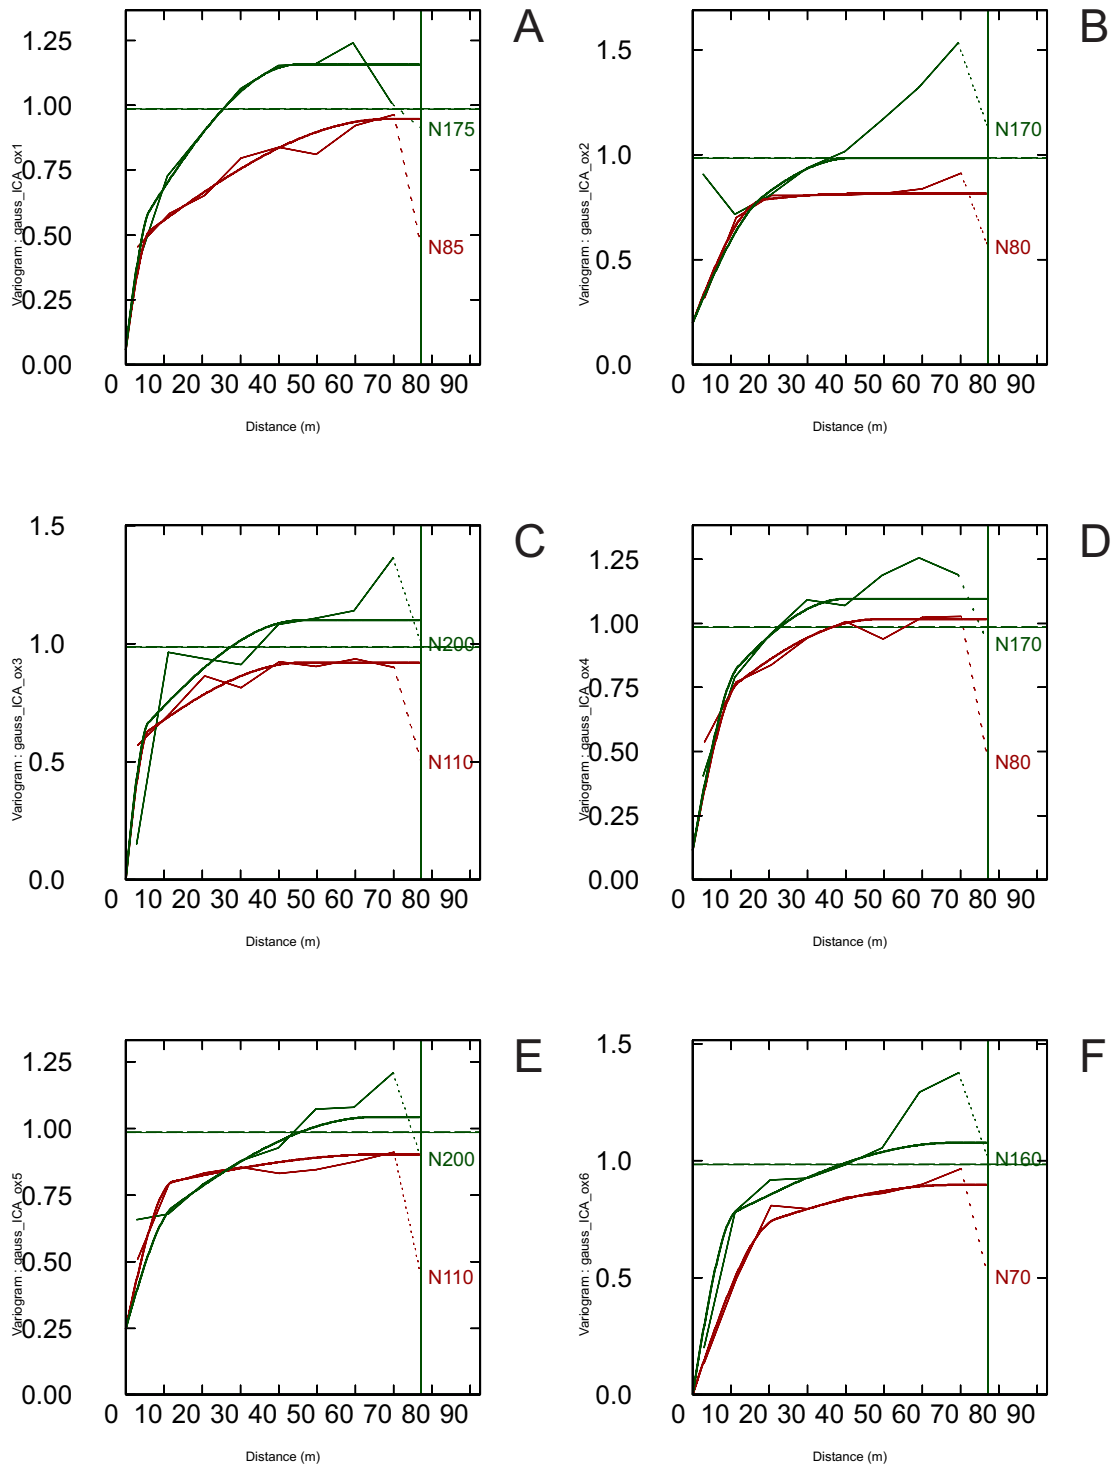 A
1.25
1.00
0.75
0.50
0.25
0.00
0 10 20 30 40 50 60 70 80 90
Variogram : gauss_ICA_ox1
Distance (m)
N175
N85
B
1.5
1.0
0.5
0.0
0 10 20 30 40 50 60 70 80 90
Variogram : gauss_ICA_ox2
Distance (m)
N170
N80
C
1.5
1.0
0.5
0.0
0 10 20 30 40 50 60 70 80 90
Variogram : gauss_ICA_ox3
Distance (m)
N200
N110
D
1.25
1.00
0.75
0.50
0.25
0.00
0 10 20 30 40 50 60 70 80 90
Variogram : gauss_ICA_ox4
Distance (m)
N170
N80
E
1.25
1.00
0.75
0.50
0.25
0.00
0 10 20 30 40 50 60 70 80 90
Variogram : gauss_ICA_ox5
Distance (m)
N200
N110
F
1.5
1.0
0.5
0.0
0 10 20 30 40 50 60 70 80 90
Variogram : gauss_ICA_ox6
Distance (m)
N160
N70